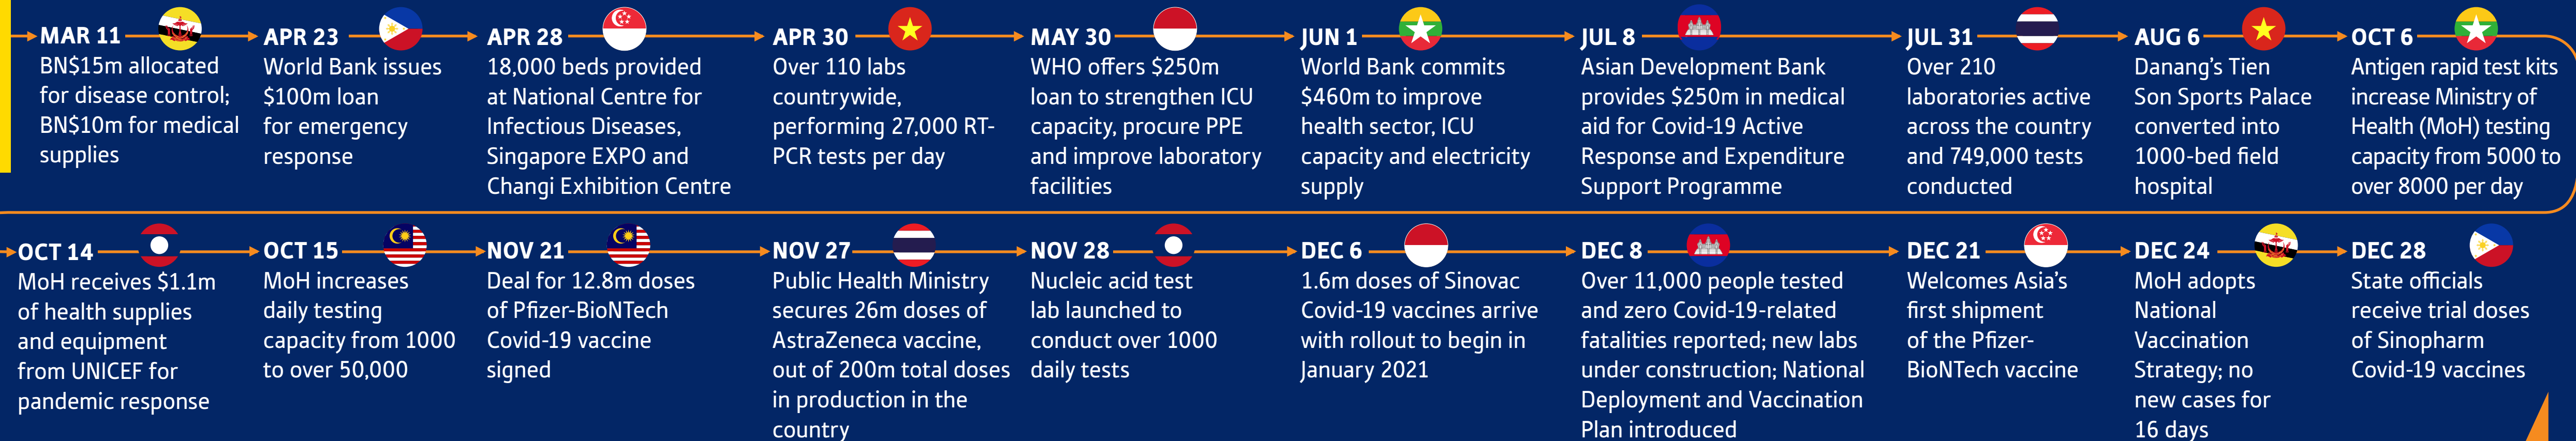 MAR 11
BN$15m allocated
for disease control;
BN$10m for medical
supplies
APR 23
World Bank issues
$100m loan
for emergency
response
APR 28
18,000 beds provided
at National Centre for
Infectious Diseases,
Singapore EXPO and
Changi Exhibition Centre
APR 30
Over 110 labs
countrywide,
performing 27,000 RT-
PCR tests per day
MAY 30
WHO offers $250m
loan to strengthen ICU
capacity, procure PPE
and improve laboratory
facilities
JUN 1
World Bank commits
$460m to improve
health sector, ICU
capacity and electricity
supply
JUL 8
Asian Development Bank
provides $250m in medical
aid for Covid-19 Active
Response and Expenditure
Support Programme
JUL 31
Over 210
laboratories active
across the country
and 749,000 tests
conducted
AUG 6
Danang’s Tien
Son Sports Palace
converted into
1000-bed field
hospital
OCT 6
Antigen rapid test kits
increase Ministry of
Health (MoH) testing
capacity from 5000 to
over 8000 per day
OCT 14
MoH receives $1.1m
of health supplies
and equipment
from UNICEF for
pandemic response
OCT 15
MoH increases
daily testing
capacity from 1000
to over 50,000
NOV 21
Deal for 12.8m doses
of Pfizer-BioNTech
Covid-19 vaccine
signed
NOV 27
Public Health Ministry
secures 26m doses of
AstraZeneca vaccine,
out of 200m total doses
in production in the
country
NOV 28
Nucleic acid test
lab launched to
conduct over 1000
daily tests
DEC 6
1.6m doses of Sinovac
Covid-19 vaccines arrive
with rollout to begin in
January 2021
DEC 8
Over 11,000 people tested
and zero Covid-19-related
fatalities reported; new labs
under construction; National
Deployment and Vaccination
Plan introduced
DEC 21
Welcomes Asia’s
first shipment
of the Pfizer-
BioNTech vaccine
DEC 24
MoH adopts
National
Vaccination
Strategy; no
new cases for
16 days
DEC 28
State officials
receive trial doses
of Sinopharm
Covid-19 vaccines